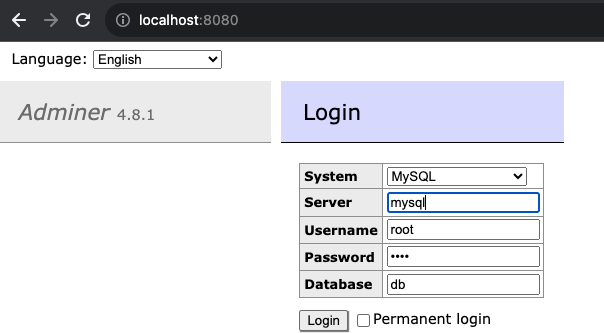 localhost:8080
Language: English
Adminer 4.8.1
Login
System MySQL
Server mysql
Username root
Password ••••
Database db
Login Permanent login